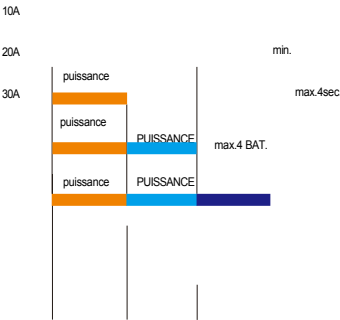 10A
20A
min.
puissance
30A
max.4sec
puissance
PUISSANCE
max.4 BAT.
puissance
PUISSANCE